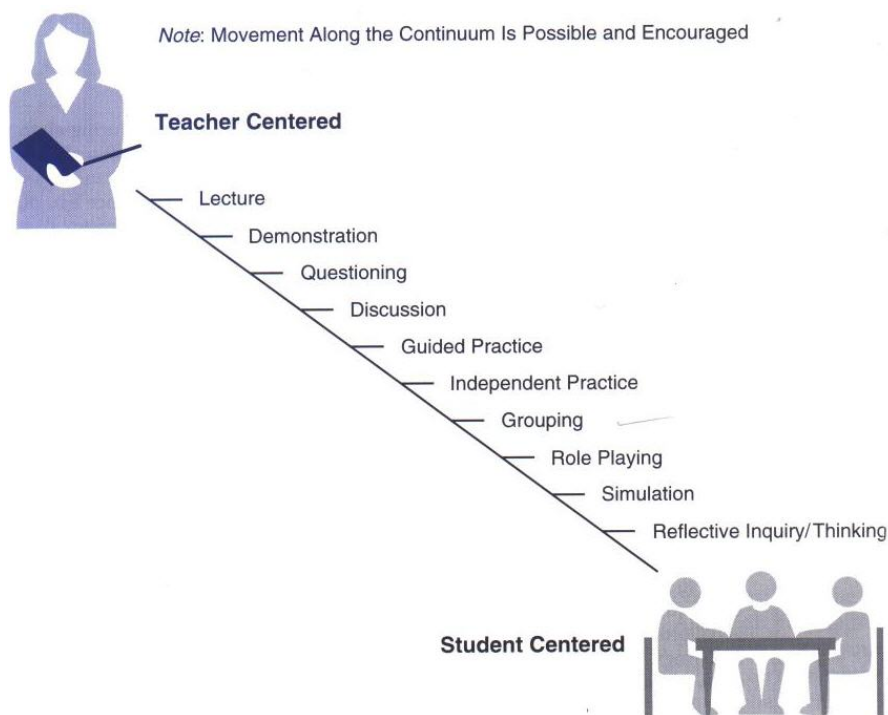 Note: Movement Along the Continuum Is Possible and Encouraged
Teacher Centered
Lecture
Demonstration
Questioning
Discussion
Guided Practice
Independent Practice
Grouping
Role Playing
Simulation
Reflective Inquiry/Thinking
Student Centered